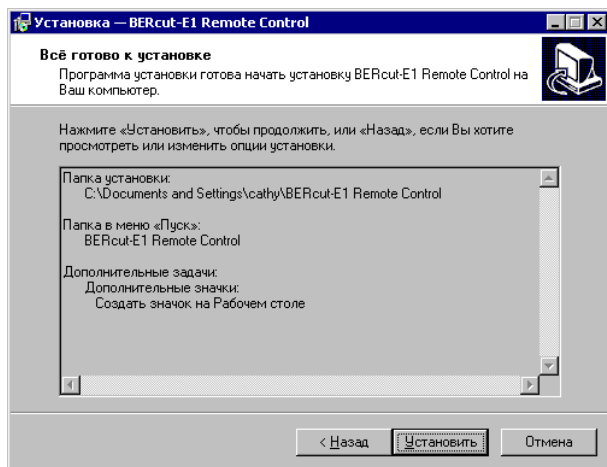 Установка — BERcut-E1 Remote Control
Всё готово к установке
Программа установки готова начать установку BERcut-E1 Remote Control на
Ваш компьютер.
Нажмите «Установить», чтобы продолжить, или «Назад», если Вы хотите
просмотреть или изменить опции установки.
Папка установки:
C:\Documents and Settings\cathy\BERcut-E1 Remote Control
Папка в меню «Пуск»:
BERcut-E1 Remote Control
Дополнительные задачи:
Дополнительные значки:
Создать значок на Рабочем столе
< Назад
Установить
Отмена